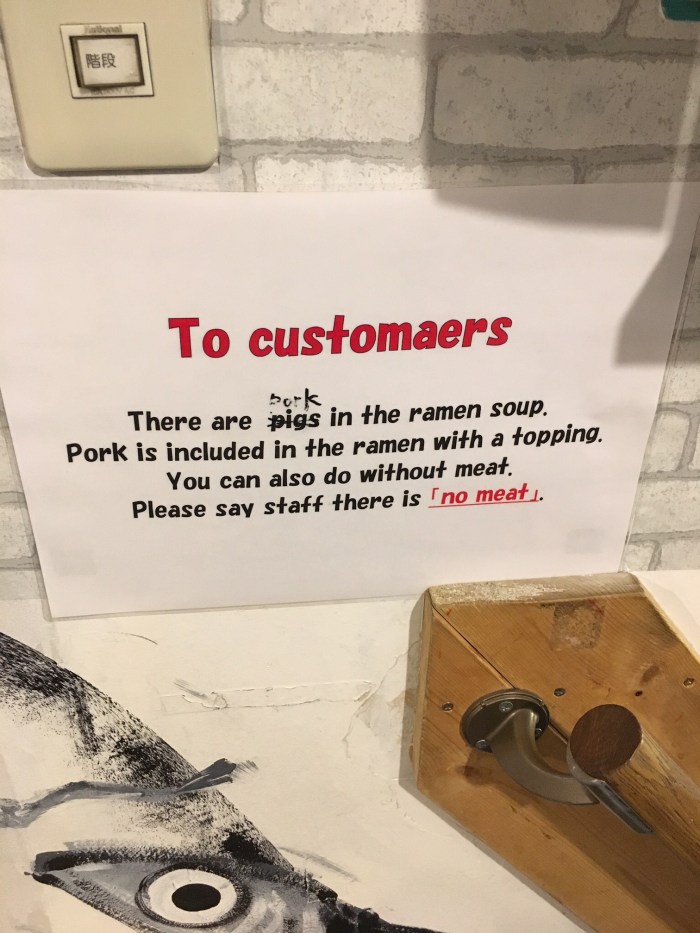 National
階段
To customaers
pork
There are pigs in the ramen soup.
Pork is included in the ramen with a topping.
You can also do without meat.
Please say staff there is 「no meat」.